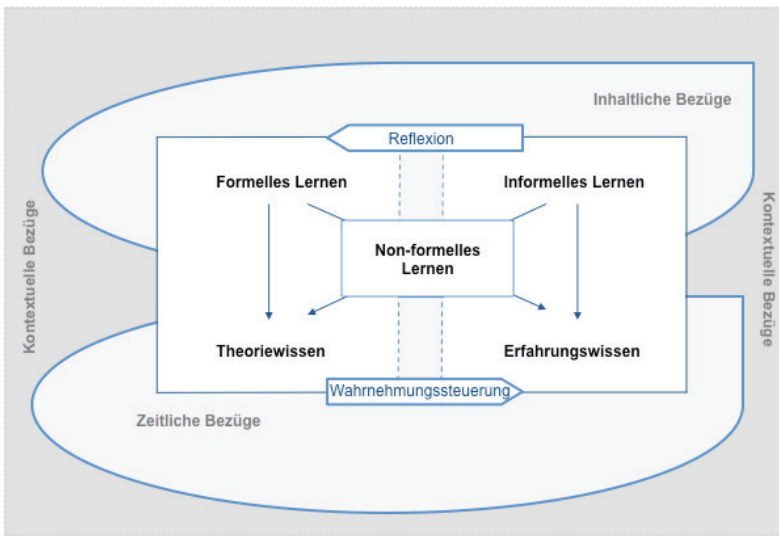 Inhaltliche Bezüge
Reflexion
Formelles Lernen
Informelles Lernen
Kontextuelle Bezüge
Kontextuelle Bezüge
Non-formelles
Lernen
Theoriewissen
Erfahrungswissen
Wahrnehmungssteuerung
Zeitliche Bezüge